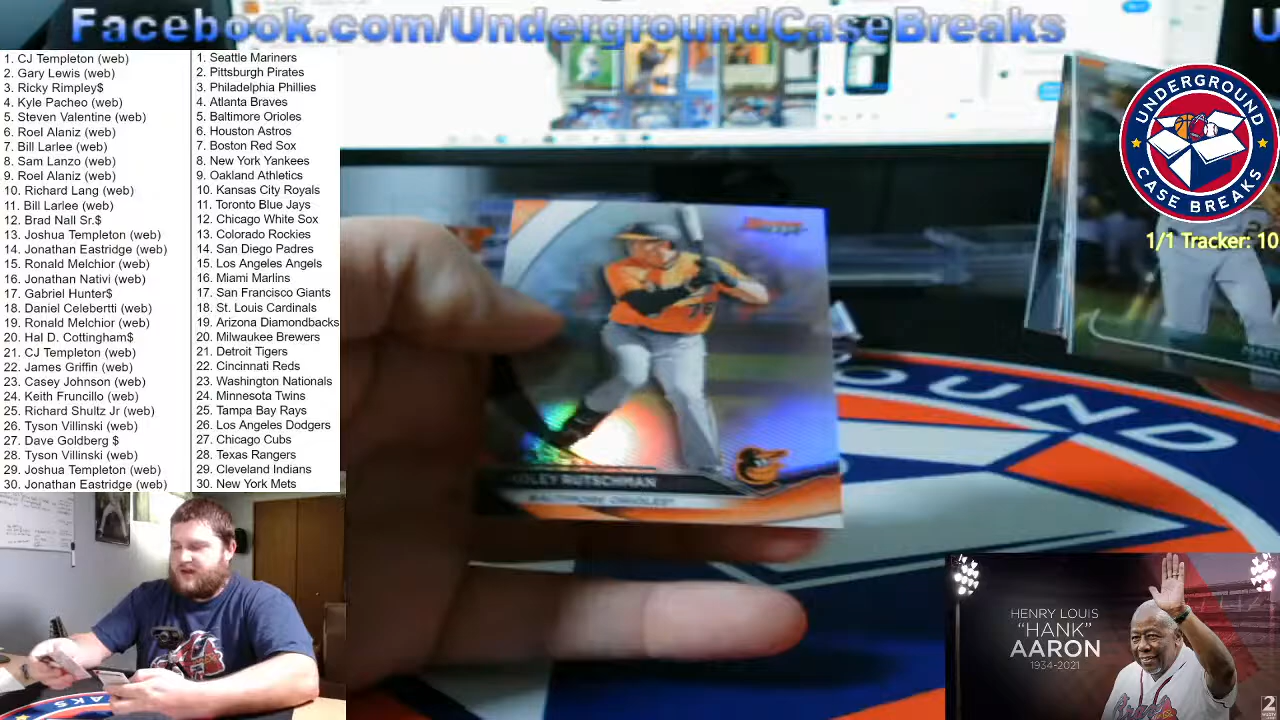 Facebook.com/UndergroundCaseBreaks
U
1. CJ Templeton (web)
2. Gary Lewis (web)
3. Ricky Rimpley$
4. Kyle Pacheo (web)
5. Steven Valentine (web)
6. Roel Alaniz (web)
7. Bill Larlee (web)
8. Sam Lanzo (web)
9. Roel Alaniz (web)
10. Richard Lang (web)
11. Bill Larlee (web)
12. Brad Nall Sr.$
13. Joshua Templeton (web)
14. Jonathan Eastridge (web)
15. Ronald Melchior (web)
16. Jonathan Nativi (web)
17. Gabriel Hunter$
18. Daniel Celebertti (web)
19. Ronald Melchior (web)
20. Hal D. Cottingham$
21. CJ Templeton (web)
22. James Griffin (web)
23. Casey Johnson (web)
24. Keith Fruncillo (web)
25. Richard Shultz Jr (web)
26. Tyson Villinski (web)
27. Dave Goldberg $
28. Tyson Villinski (web)
29. Joshua Templeton (web)
30. Jonathan Eastridge (web)
1. Seattle Mariners
2. Pittsburgh Pirates
3. Philadelphia Phillies
4. Atlanta Braves
5. Baltimore Orioles
6. Houston Astros
7. Boston Red Sox
8. New York Yankees
9. Oakland Athletics
10. Kansas City Royals
11. Toronto Blue Jays
12. Chicago White Sox
13. Colorado Rockies
14. San Diego Padres
15. Los Angeles Angels
16. Miami Marlins
17. San Francisco Giants
18. St. Louis Cardinals
19. Arizona Diamondbacks
20. Milwaukee Brewers
21. Detroit Tigers
22. Cincinnati Reds
23. Washington Nationals
24. Minnesota Twins
25. Tampa Bay Rays
26. Los Angeles Dodgers
27. Chicago Cubs
28. Texas Rangers
29. Cleveland Indians
30. New York Mets
UNDERGROUND
CASE BREAKS
1/1 Tracker: 10
RUTSCHMAN
BALTIMORE ORIOLES
OUND
HENRY LOUIS
"HANK"
AARON
1934-2021
2